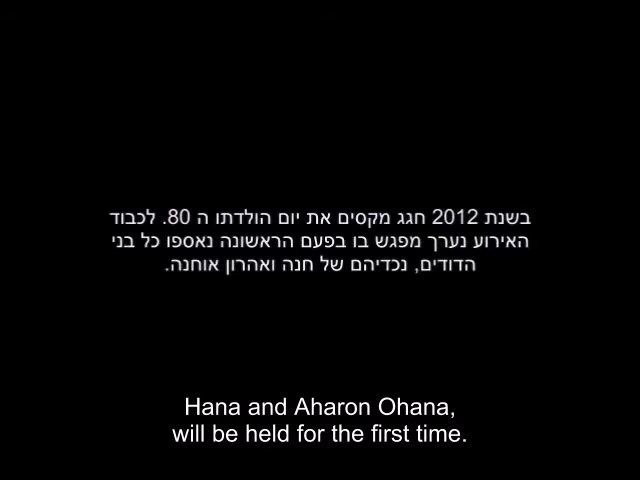 בשנת 2012 חגג מקסים את יום הולדתו ה 80. לכבוד
האירוע נערך מפגש בו בפעם הראשונה נאספו כל בני
הדודים, נכדיהם של חנה ואהרון אוחנה.
Hana and Aharon Ohana,
will be held for the first time.